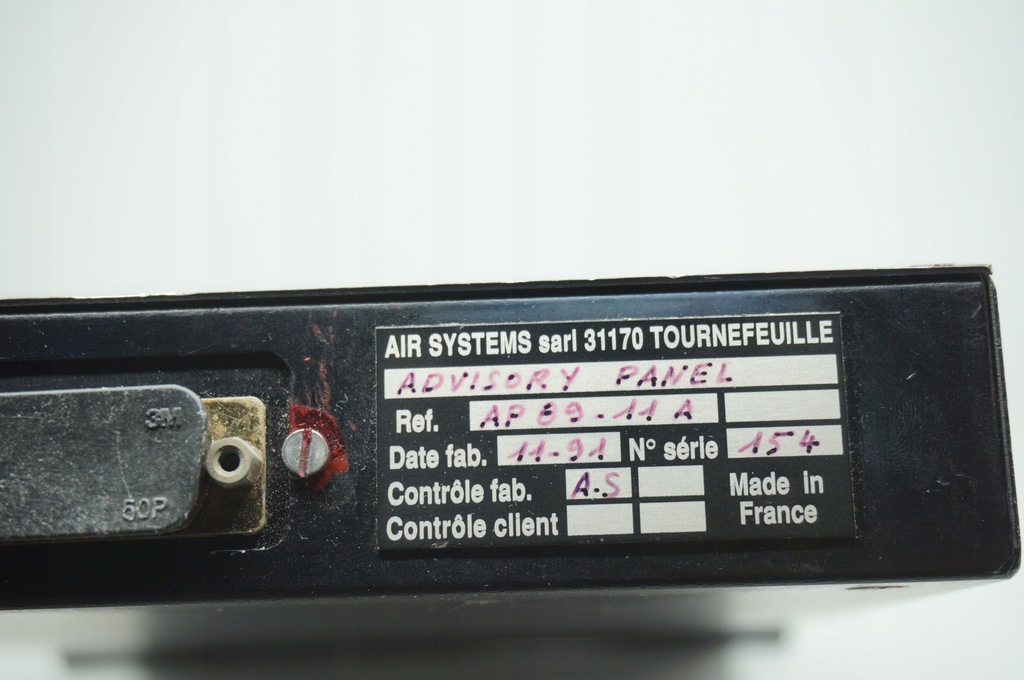 3M
50P
AIR SYSTEMS sarl 31170 TOURNEFEUILLE
ADVISORY PANEL
Ref. AP 69-11 A
Date fab. 11-91 N° série 154
Contrôle fab. A.S
Contrôle client
Made in
France